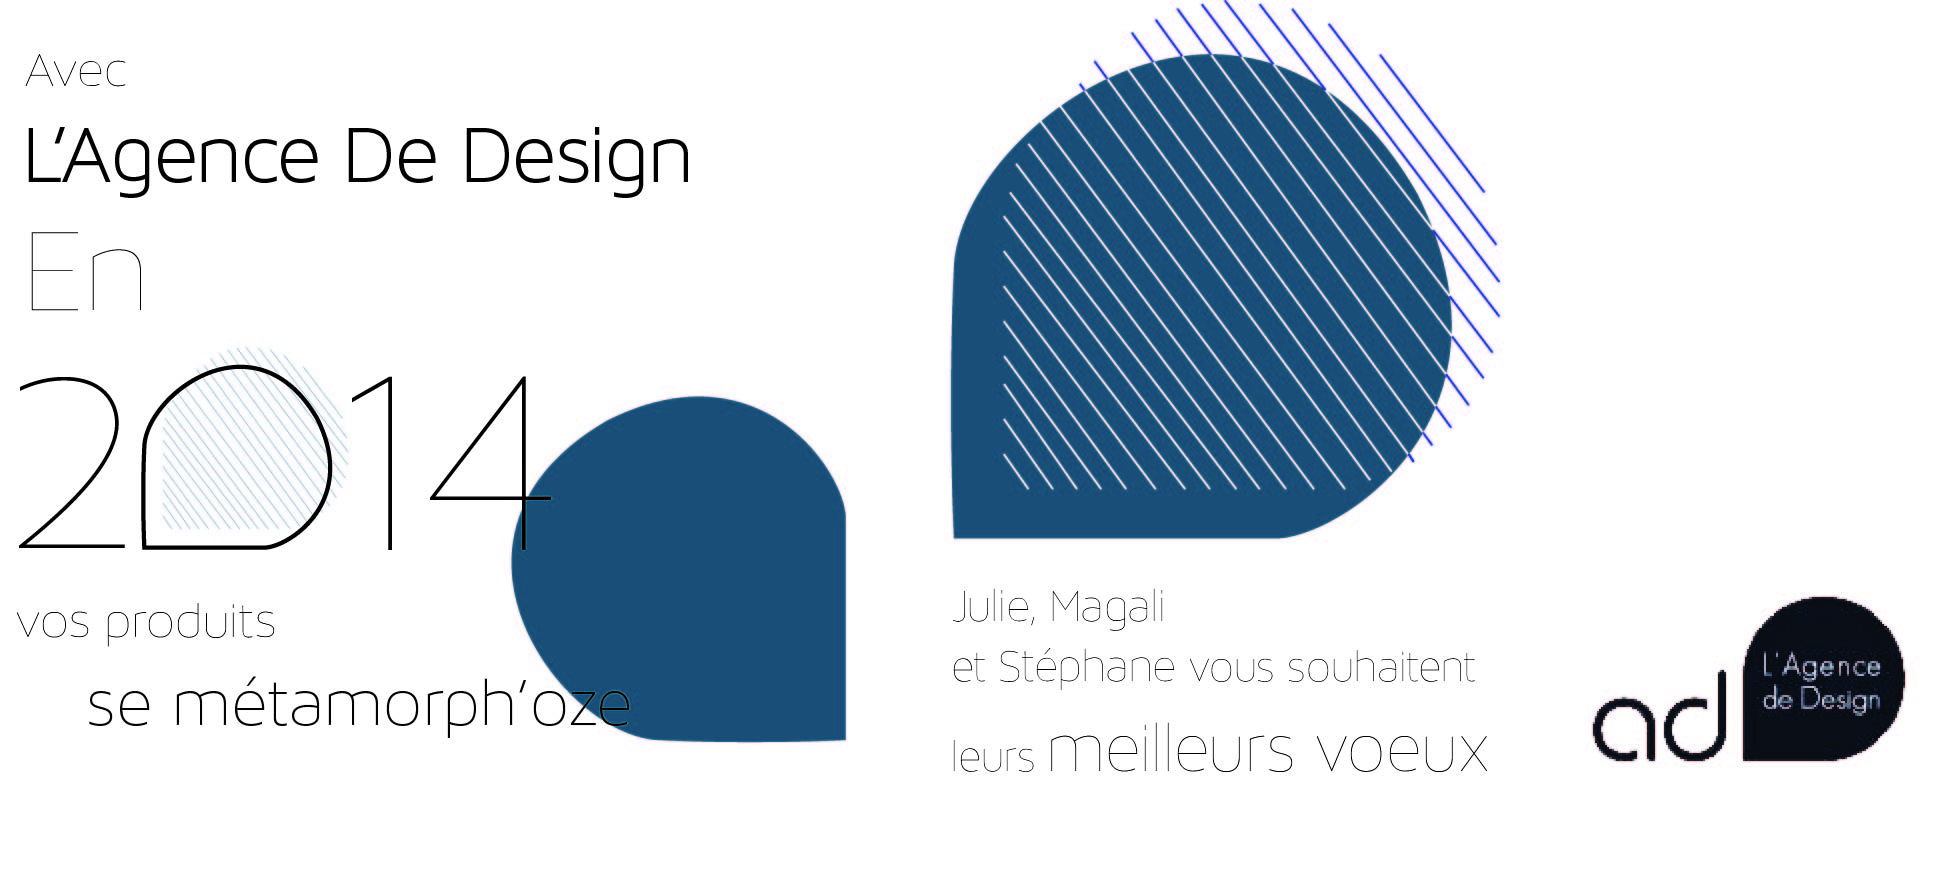 Avec
L'Agence De Design
En
2014
vos produits
se métamorph'oze
Julie, Magali
et Stéphane vous souhaitent
leurs meilleurs voeux
ad
L'Agence
de Design